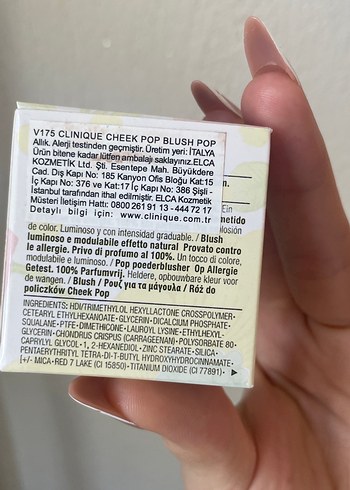 V175 CLINIQUE CHEEK POP BLUSH POP
Allık. Alerji testinden geçmiştir. Üretim yeri: İTALYA
Ürün bitene kadar lütfen ambalajı saklayınız.ELCA
KOZMETİK Ltd. Şti. Esentepe Mah. Büyükdere
Cad. Dış Kapı No: 185 Kanyon Ofis Bloğu Kat:15
İç Kapı No: 376 ve Kat:17 İç Kapı No: 386 Şişli -
İstanbul tarafından ithal edilmiştir. ELCA Kozmetik
Müşteri İletişim Hattı: 0800 261 91 13 - 444 72 17
Detaylı bilgi için: www.clinique.com.tr
Ein
metido
losión
de color. Luminoso y con intensidad graduable. / Blush
luminoso e modulabile effetto natural Provato contro
le allergie. Privo di profumo al 100%. Un tocco di colore,
modulabile e luminoso. / Pop poederblusher Op Allergie
Getest. 100% Parfumvrij. Heldere, opbouwbare kleur voor
de wangen. / Blush / Ρουζ για τα μάγουλα / Róż do
policzków Cheek Pop
INGREDIENTS: HDI/TRIMETHYLOL HEXYLLACTONE CROSSPOLYMER•
CETEARYL ETHYLHEXANOATE • GLYCERIN • DICALCIUM PHOSPHATE •
SQUALANE • PTFE • DIMETHICONE • LAUROYL LYSINE • ETHYLHEXYL-
GLYCERIN • CHONDRUS CRISPUS (CARRAGEENAN) • POLYSORBATE 80 •
CAPRYLYL GLYCOL • 1, 2-HEXANEDIOL • ZINC STEARATE • SILICA •
PENTAERYTHRITYL TETRA-DI-T-BUTYL HYDROXYHYDROCINNAMATE •
[+/- MICA • RED 7 LAKE (CI 15850) • TITANIUM DIOXIDE (CI 77891) • ▶